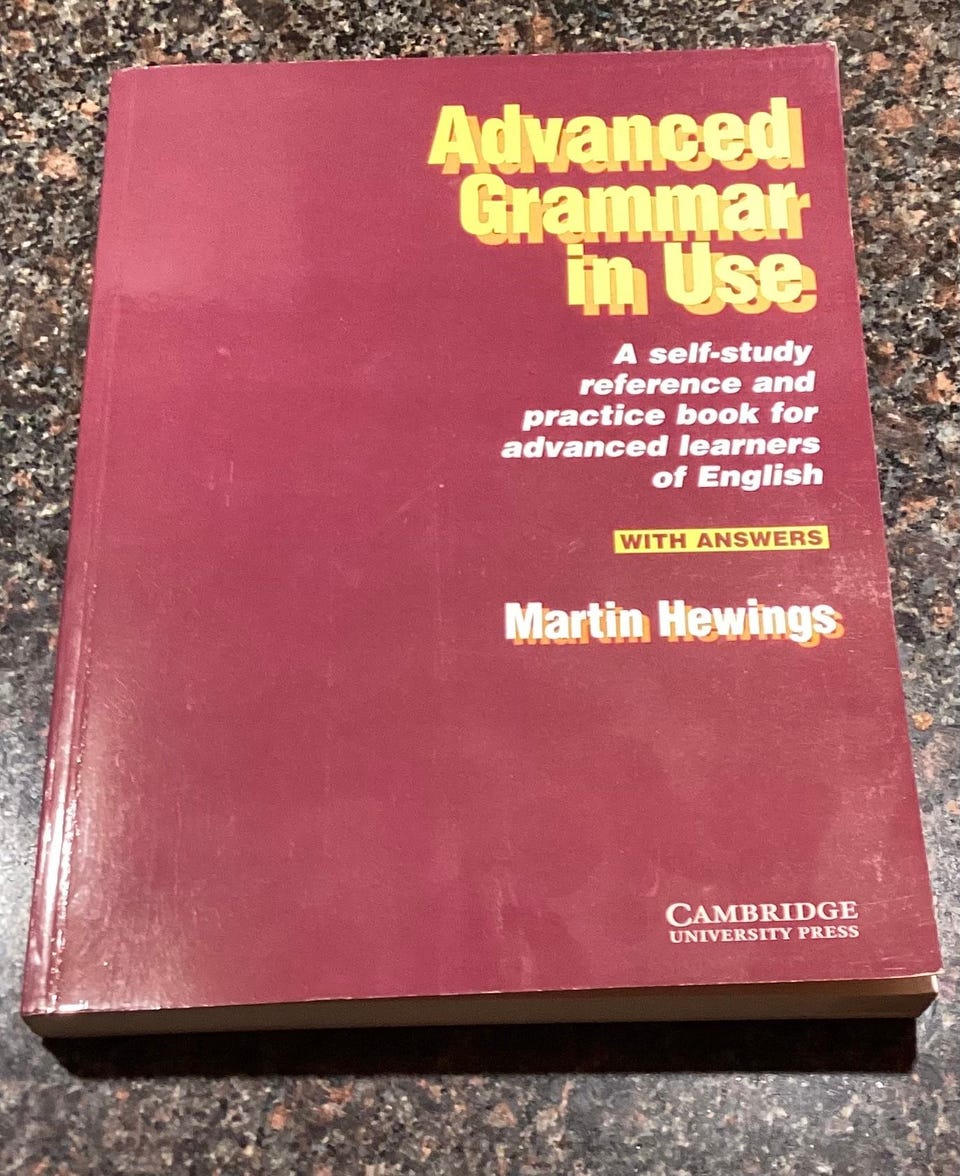 Advanced
Grammar
in Use
A self-study
reference and
practice book for
advanced learners
of English
WITH ANSWERS
Martin Hewings
CAMBRIDGE
UNIVERSITY PRESS